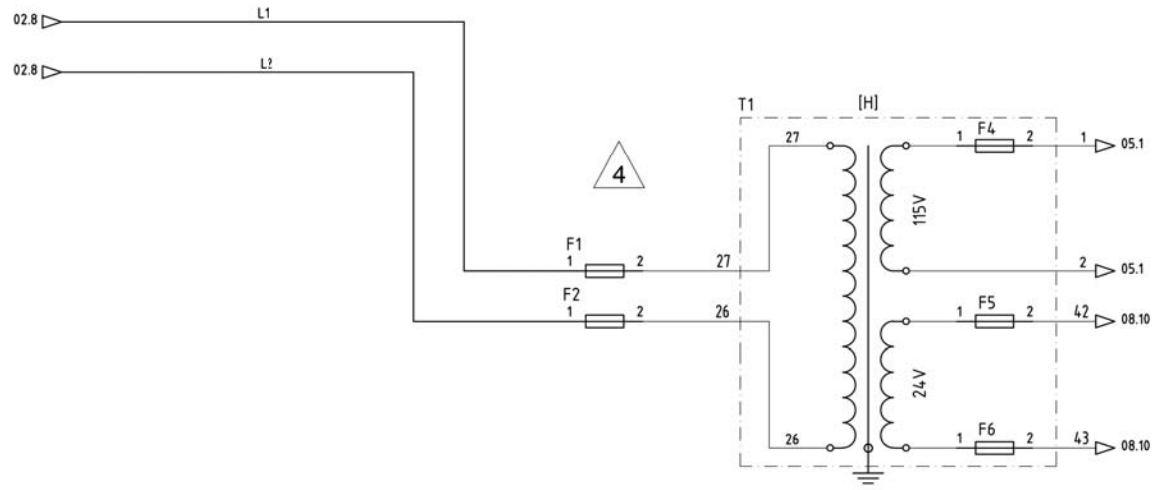 02.8 L1
02.8 L2
T1 [H]
27 1 F4 2 1 05.1
4
115V
F1
1 2 27 2 05.1
F2
1 2 26 1 F5 2 42 08.10
24V
26 1 F6 2 43 08.10